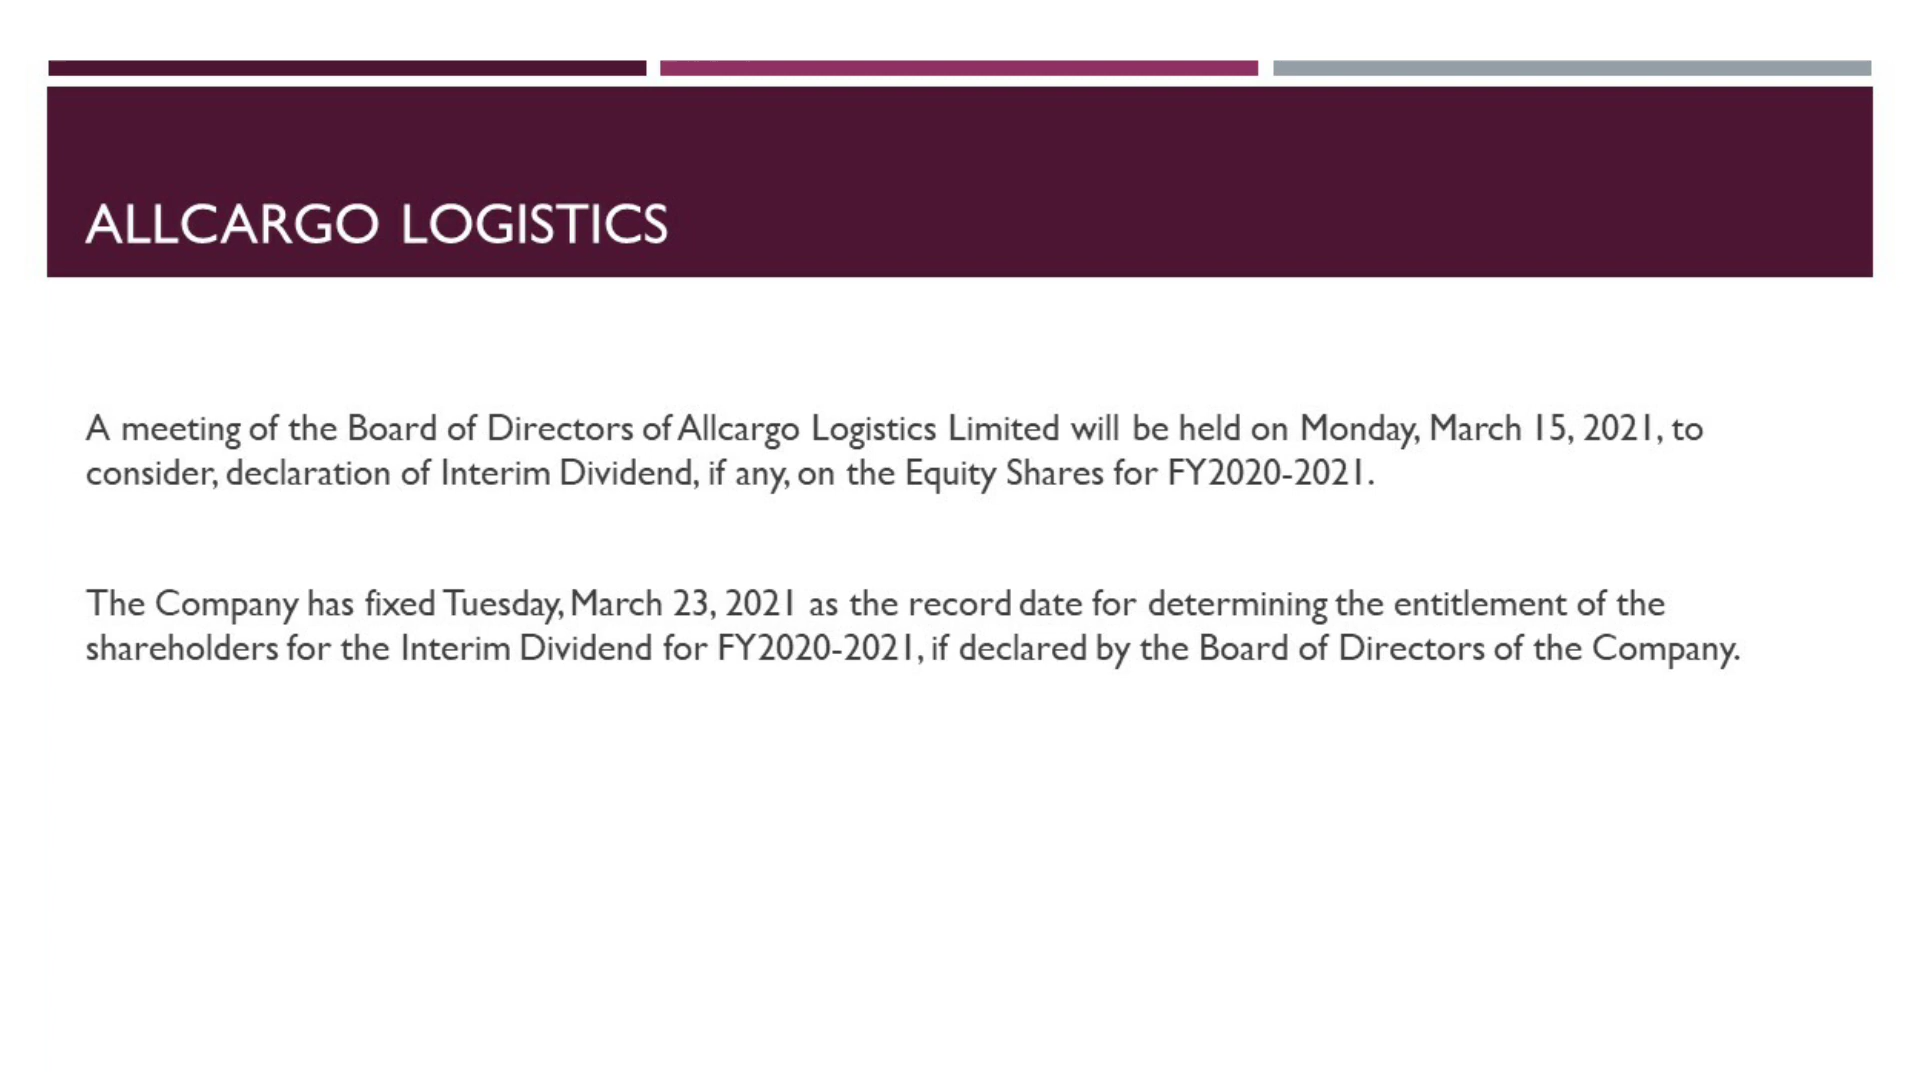 ALLCARGO LOGISTICS
A meeting of the Board of Directors of Allcargo Logistics Limited will be held on Monday, March 15, 2021, to
consider, declaration of Interim Dividend, if any, on the Equity Shares for FY2020-2021.
The Company has fixed Tuesday, March 23, 2021 as the record date for determining the entitlement of the
shareholders for the Interim Dividend for FY2020-2021, if declared by the Board of Directors of the Company.